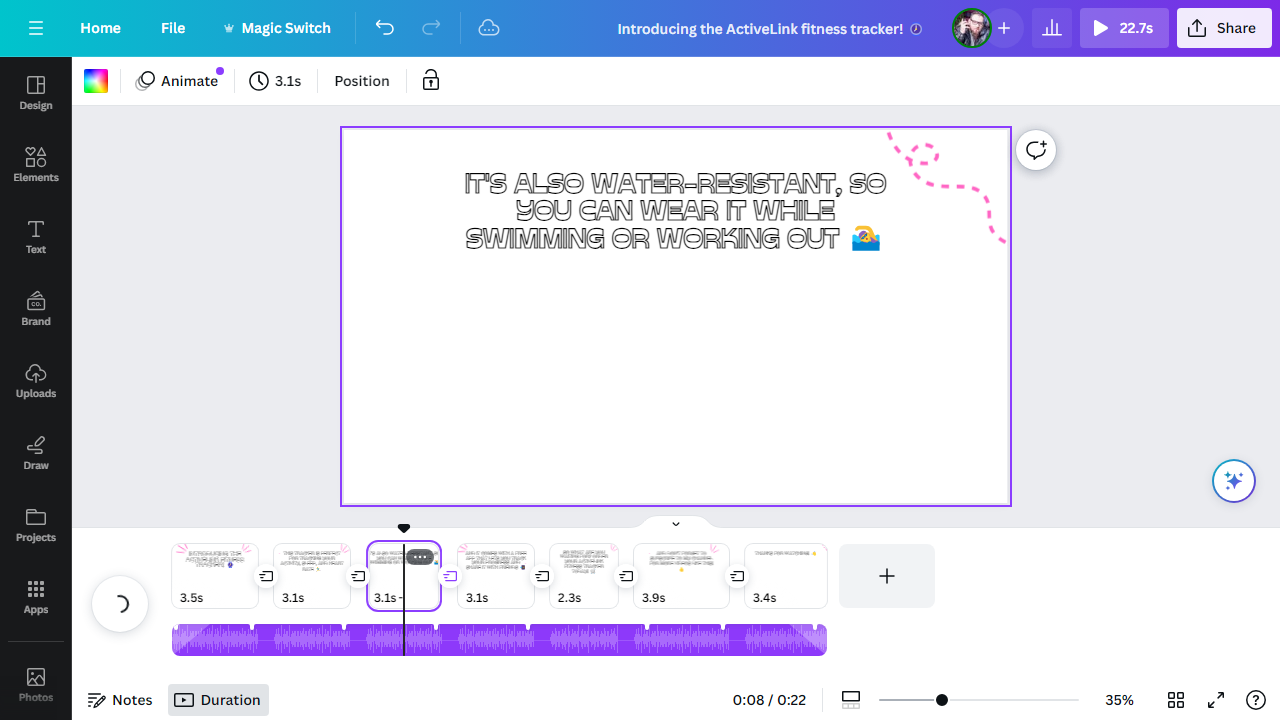 Home
File
Magic Switch
Introducing the ActiveLink fitness tracker!
22.7s
Share
Animate
3.1s
Position
Design
Elements
Text
CO.
Brand
Uploads
Draw
Projects
Apps
Photos
IT'S ALSO WATER-RESISTANT, SO
YOU CAN WEAR IT WHILE
SWIMMING OR WORKING OUT
3.5s
3.1s
3.1s -
3.1s
2.3s
3.9s
3.4s
Notes
Duration
0:08 / 0:22
35%